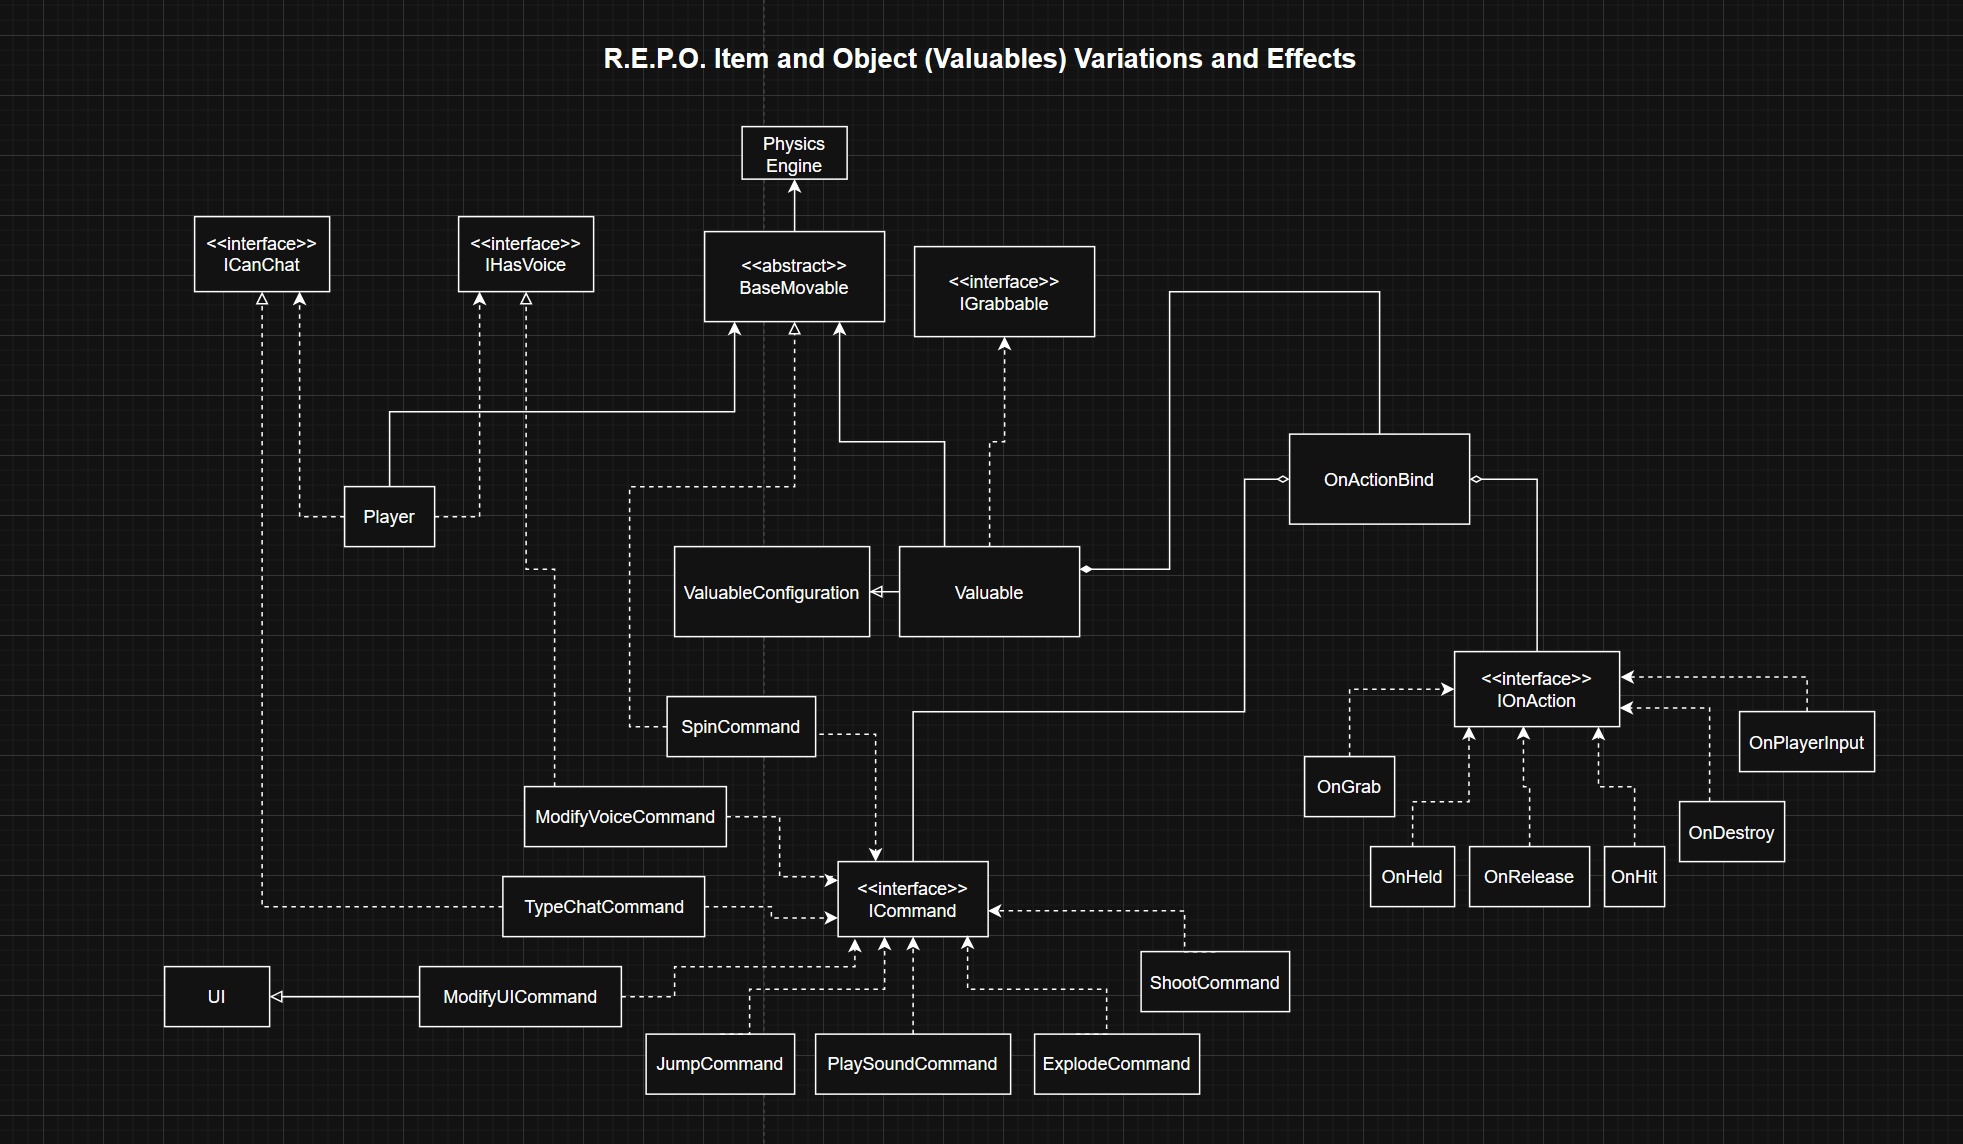 R.E.P.O. Item and Object (Valuables) Variations and Effects
Physics
Engine
<<interface>>
ICanChat
<<interface>>
IHasVoice
<<abstract>>
BaseMovable
<<interface>>
IGrabbable
OnActionBind
Player
ValuableConfiguration
Valuable
<<interface>>
IOnAction
SpinCommand
OnPlayerInput
OnGrab
ModifyVoiceCommand
OnDestroy
OnHeld
OnRelease
OnHit
<<interface>>
ICommand
TypeChatCommand
ShootCommand
UI
ModifyUICommand
JumpCommand
PlaySoundCommand
ExplodeCommand